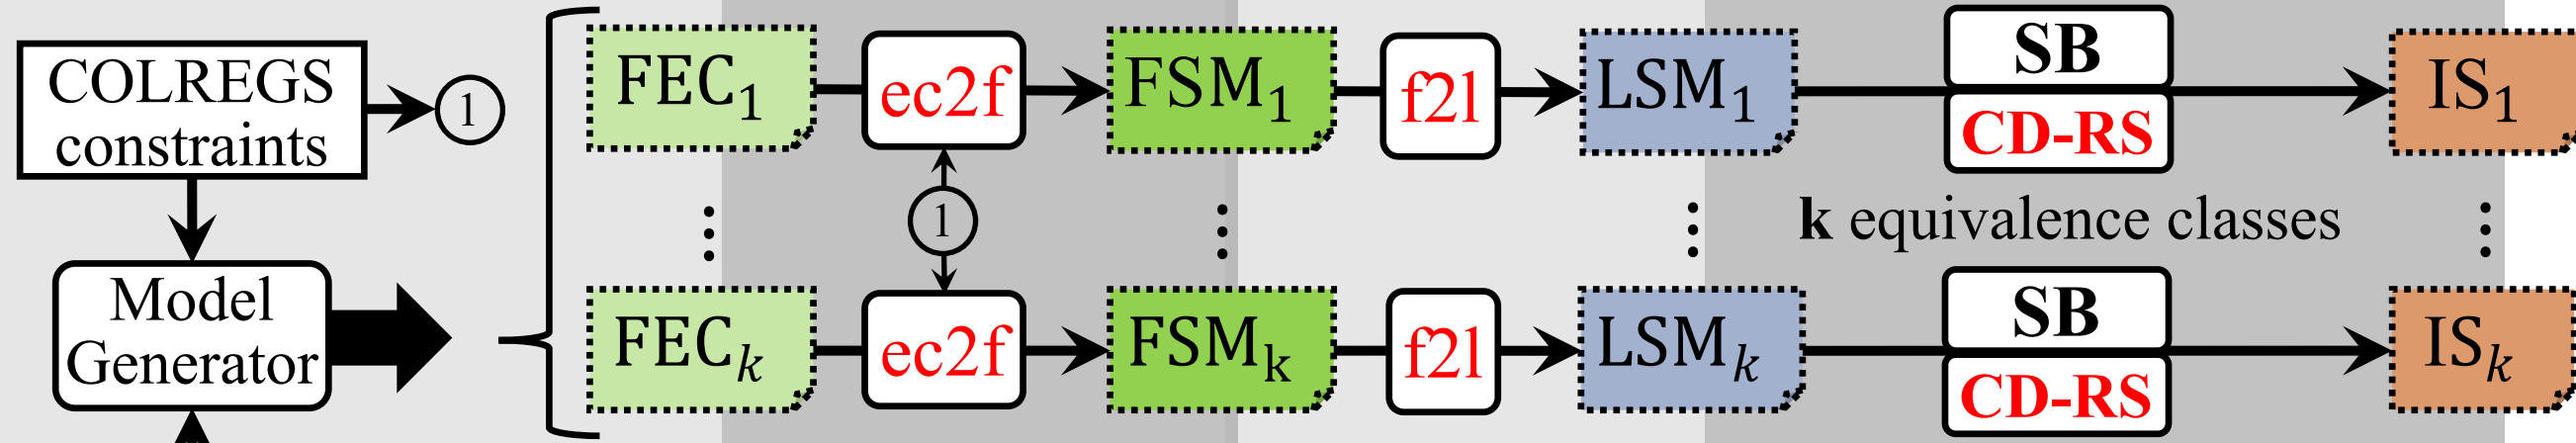 COLREGS
constraints
1
FEC1
ec2f
FSM1
f2l
LSM1
SB
CD-RS
IS1
1
k equivalence classes
Model
Generator
FECk
ec2f
FSMk
f2l
LSMk
SB
CD-RS
ISk